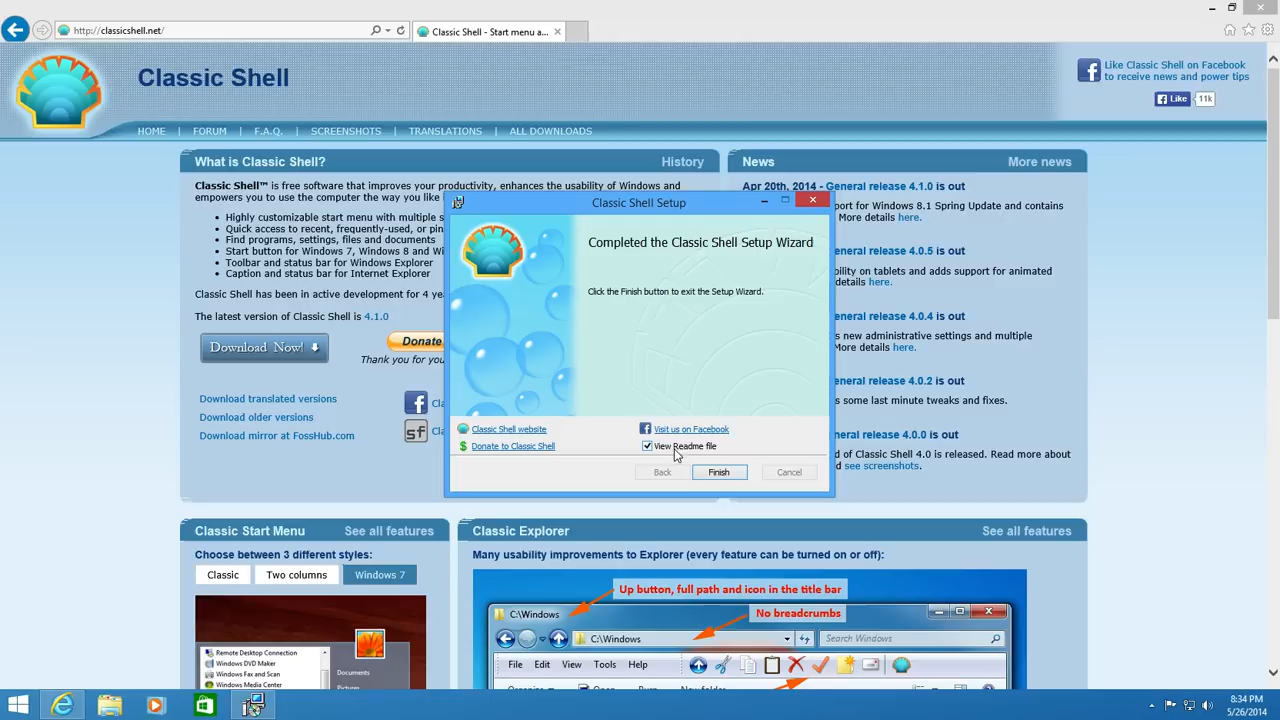 http://classicshell.net/
Classic Shell - Start menu a...
Classic Shell
Like Classic Shell on Facebook
to receive news and power tips
Like
11k
HOME | FORUM | F.A.Q. | SCREENSHOTS | TRANSLATIONS | ALL DOWNLOADS
What is Classic Shell?
History
Classic Shell™ is free software that improves your productivity, enhances the usability of Windows and
empowers you to use the computer the way you like
Highly customizable start menu with multiple s
Quick access to recent, frequently-used, or pin
Find programs, settings, files and documents
Start button for Windows 7, Windows 8 and Wi
Toolbar and status bar for Windows Explorer
Caption and status bar for Internet Explorer
Classic Shell has been in active development for 4 ye
The latest version of Classic Shell is 4.1.0
Download Now!
Donate
Thank you for you
Download translated versions
Download older versions
Download mirror at FossHub.com
Cla
sf
Cla
News
More news
Apr 20th, 2014 - General release 4.1.0 is out
port for Windows 8.1 Spring Update and contains
More details here.
eneral release 4.0.5 is out
bility on tablets and adds support for animated
details here.
eneral release 4.0.4 is out
s new administrative settings and multiple
More details here.
eneral release 4.0.2 is out
s some last minute tweaks and fixes.
eneral release 4.0.0 is out
d of Classic Shell 4.0 is released. Read more about
see screenshots.
Classic Shell Setup
Completed the Classic Shell Setup Wizard
Click the Finish button to exit the Setup Wizard.
Classic Shell website
Visit us on Facebook
Donate to Classic Shell
View Readme file
Back
Finish
Cancel
Classic Start Menu
See all features
Choose between 3 different styles:
Classic
Two columns
Windows 7
Remote Desktop Connection
Windows DVD Maker
Windows Fax and Scan
Windows Media Center
Documents
Pictures
Classic Explorer
See all features
Many usability improvements to Explorer (every feature can be turned on or off):
Up button, full path and icon in the title bar
C:\Windows
No breadcrumbs
C:\Windows
Search Windows
File Edit View Tools Help
Organize
Open
Burn
New folder
8:34 PM
5/26/2014